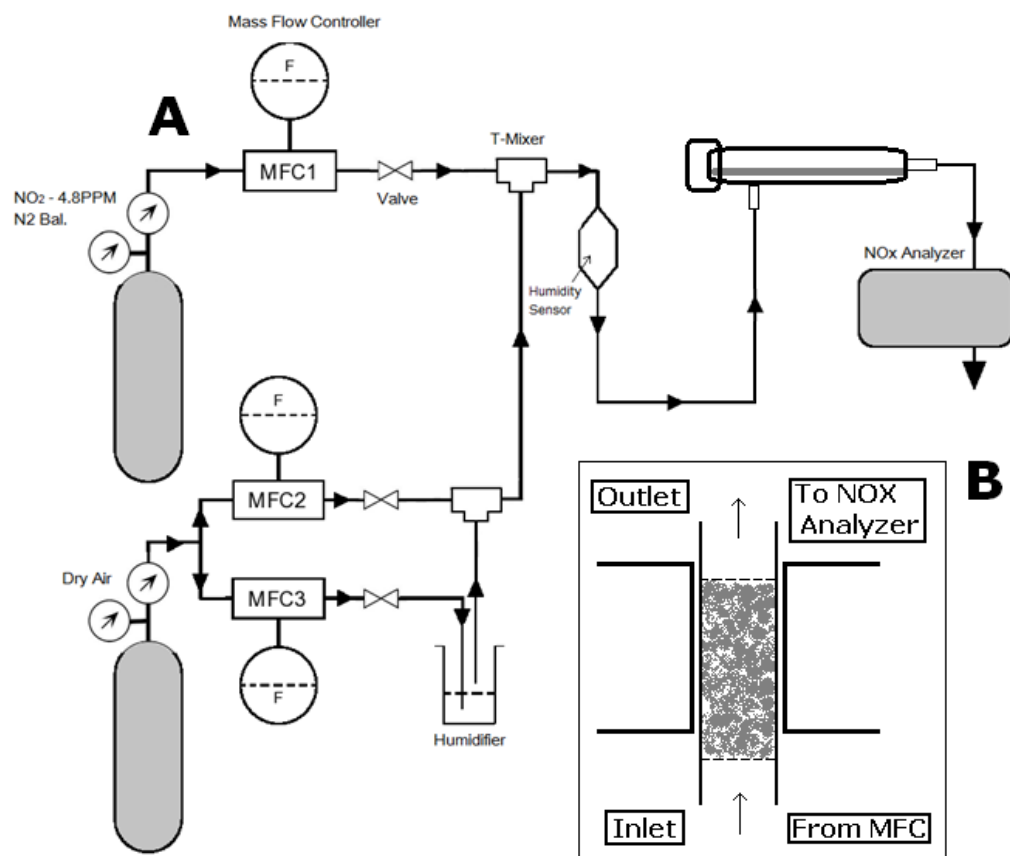 Mass Flow Controller
F
A
MFC1
T-Mixer
Valve
NO₂ - 4.8PPM
N2 Bal.
Humidity
Sensor
NOx Analyzer
F
MFC2
Dry Air
MFC3
F
Humidifier
B
Outlet
To NOX
Analyzer
Inlet
From MFC